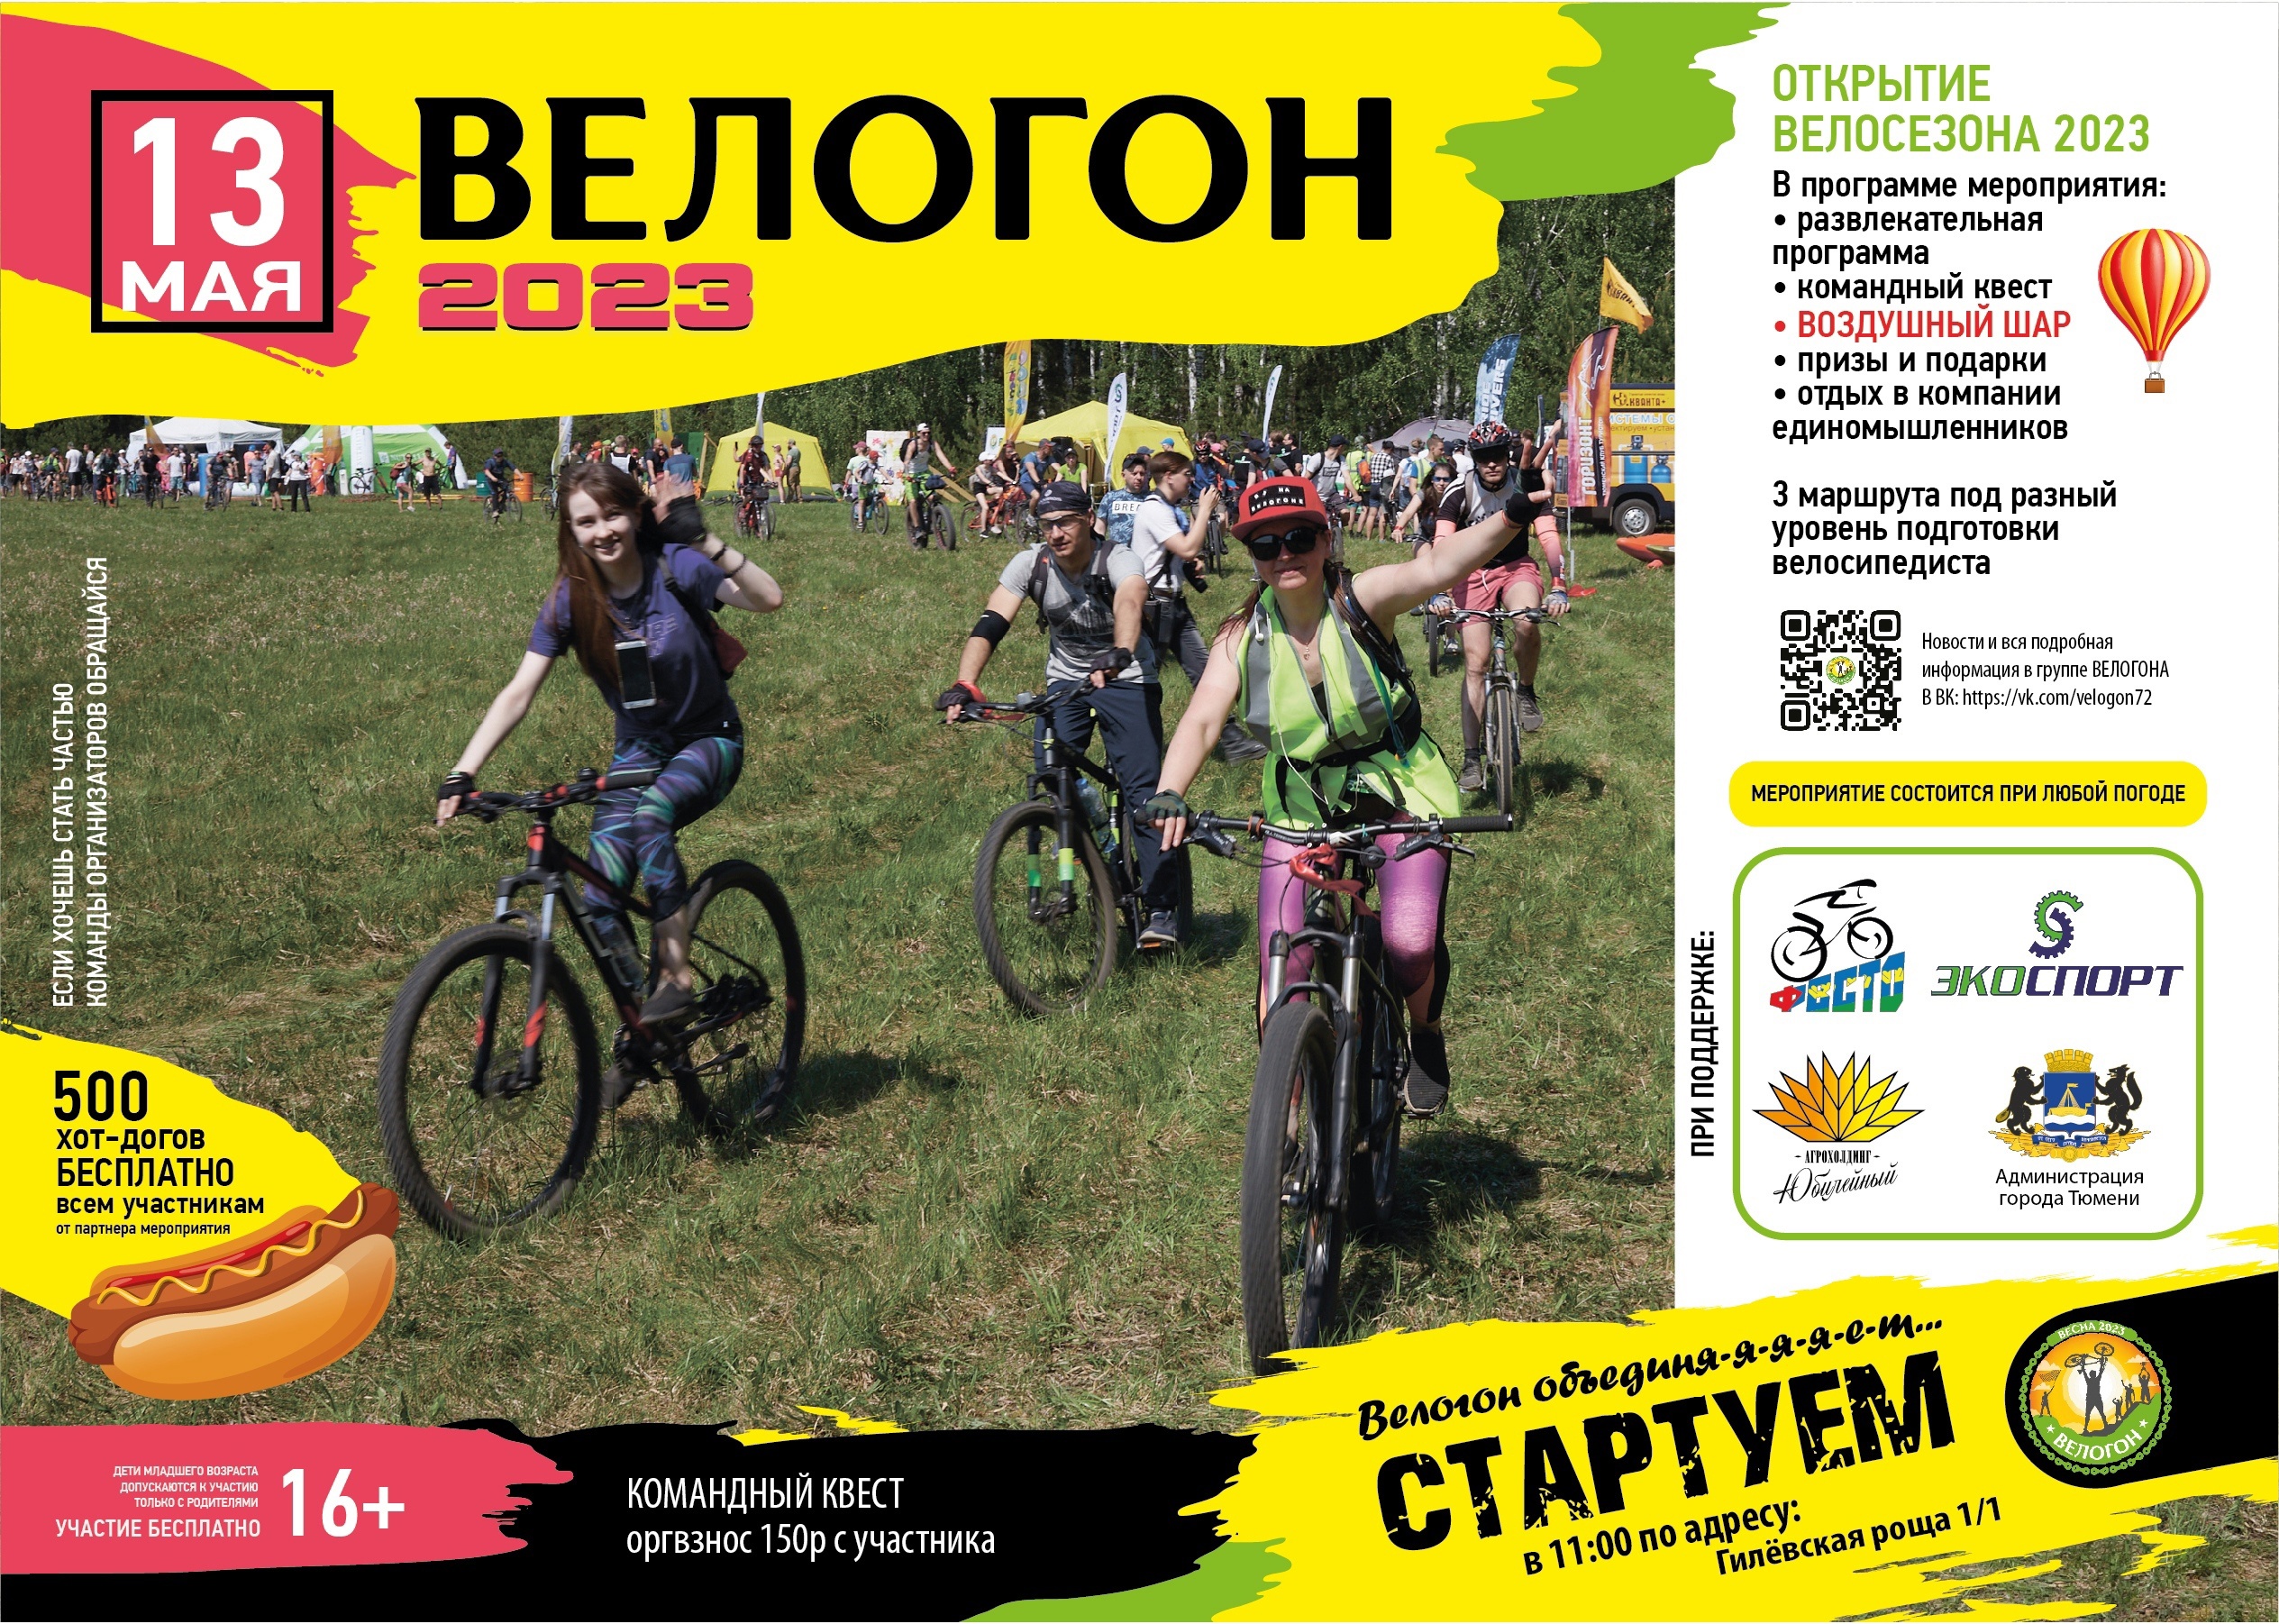 13
МАЯ
ВЕЛОГОН
2023
ОТКРЫТИЕ
ВЕЛОСЕЗОНА 2023
В программе мероприятия:
• развлекательная
программа
• командный квест
• ВОЗДУШНЫЙ ШАР
• призы и подарки
• отдых в компании
единомышленников
3 маршрута под разный
уровень подготовки
велосипедиста
Новости и вся подробная
информация в группе ВЕЛОГОНА
В ВК: https://vk.com/velogon72
МЕРОПРИЯТИЕ СОСТОИТСЯ ПРИ ЛЮБОЙ ПОГОДЕ
ПРИ ПОДДЕРЖКЕ:
ФЕСТО
ЭКОСПОРТ
- АГРОХОЛДИНГ -
Юбилейный
Администрация
города Тюмени
ЕСЛИ ХОЧЕШЬ СТАТЬ ЧАСТЬЮ
КОМАНДЫ ОРГАНИЗАТОРОВ ОБРАЩАЙСЯ
ГОРИЗОНТ
Кванта+
500
хот-догов
БЕСПЛАТНО
всем участникам
от партнера мероприятия
ДЕТИ МЛАДШЕГО ВОЗРАСТА
ДОПУСКАЮТСЯ К УЧАСТИЮ
ТОЛЬКО С РОДИТЕЛЯМИ
УЧАСТИЕ БЕСПЛАТНО
16+
КОМАНДНЫЙ КВЕСТ
оргвзнос 150р с участника
Велогон объединя-я-я-я-е-т...
СТАРТУЕМ
в 11:00 по адресу:
Гилёвская роща 1/1
ВЕСНА 2023
ВЕЛОГОН